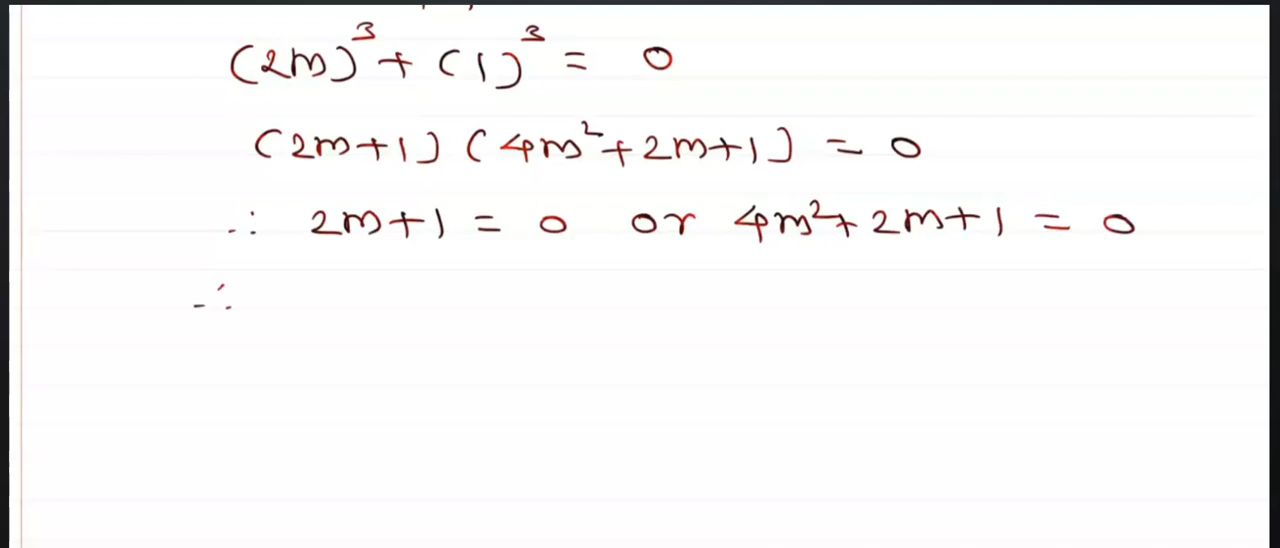 (2m)³ + (1)³ = 0
(2m+1) (4m²+2m+1) = 0
∴ 2m+1 = 0 or 4m²+2m+1 = 0
∴